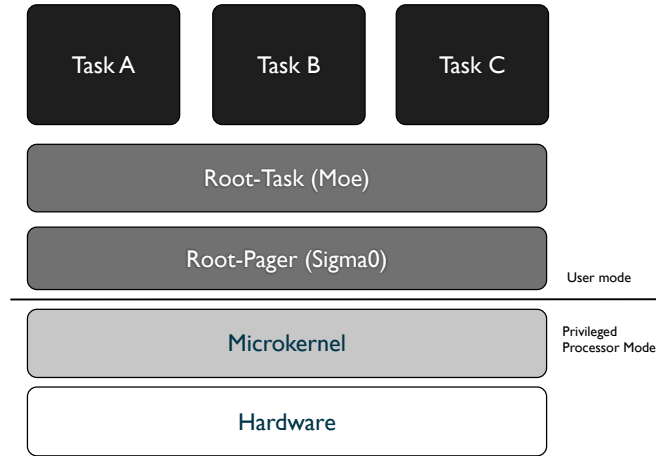 Task A
Task B
Task C
Root-Task (Moe)
Root-Pager (Sigma0)
User mode
Microkernel
Privileged
Processor Mode
Hardware